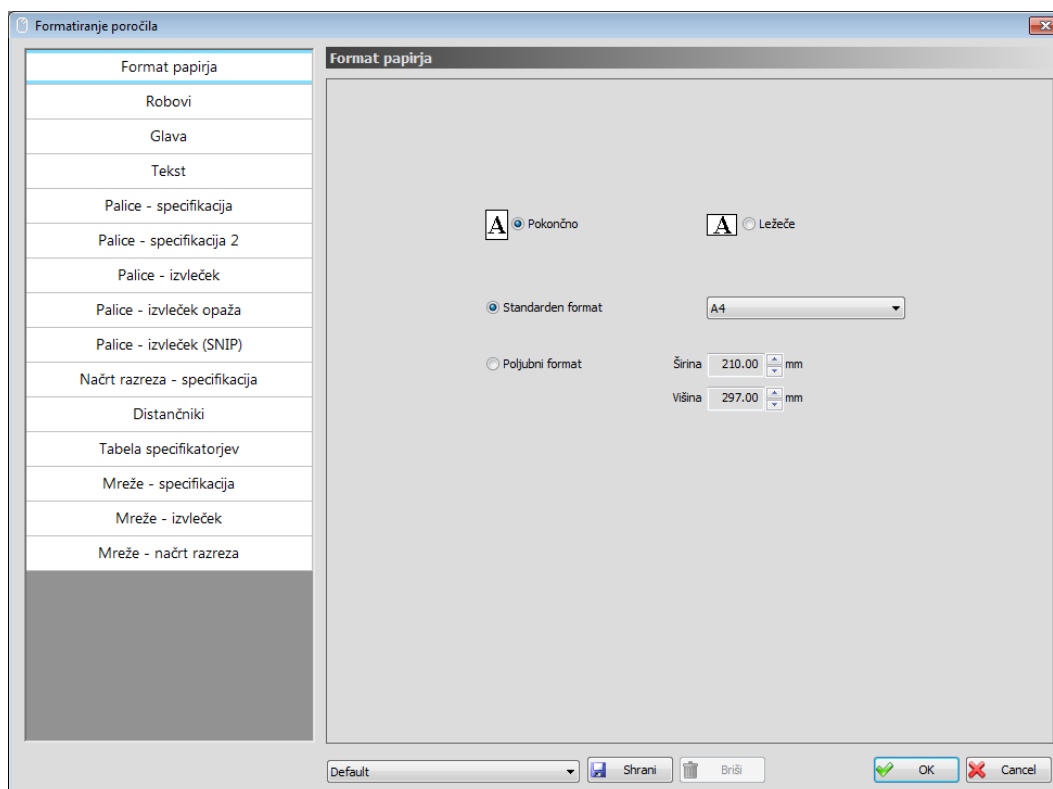 Formatiranje poročila
Format papirja
Robovi
Glava
Tekst
Palice - specifikacija
Palice - specifikacija 2
Palice - izvleček
Palice - izvleček opaža
Palice - izvleček (SNIP)
Načrt razreza - specifikacija
Distančniki
Tabela specifikatorjev
Mreže - specifikacija
Mreže - izvleček
Mreže - načrt razreza
Format papirja
A Pokončno A Ležeče
Standarden format A4
Poljubni format Širina 210.00 mm
Višina 297.00 mm
Default Shrani Briši OK Cancel